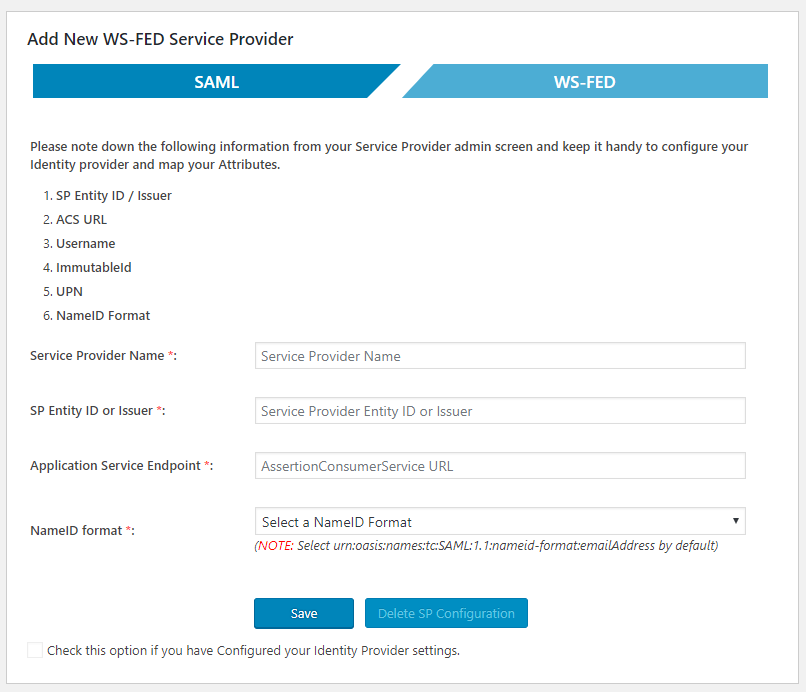 Add New WS-FED Service Provider
SAML
WS-FED
Please note down the following information from your Service Provider admin screen and keep it handy to configure your
Identity provider and map your Attributes.
1. SP Entity ID / Issuer
2. ACS URL
3. Username
4. ImmutableId
5. UPN
6. NameID Format
Service Provider Name *:
Service Provider Name
SP Entity ID or Issuer *:
Service Provider Entity ID or Issuer
Application Service Endpoint *:
AssertionConsumerService URL
NameID format *:
Select a NameID Format
(NOTE: Select urn:oasis:names:tc:SAML:1.1:nameid-format:emailAddress by default)
Save
Delete SP Configuration
Check this option if you have Configured your Identity Provider settings.